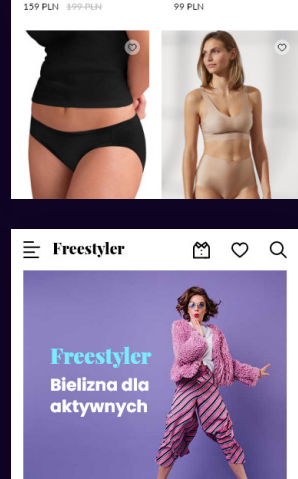 159 PLN 199 PLN 99 PLN
Freestyler
Freestyler
Bielizna dla
aktywnych